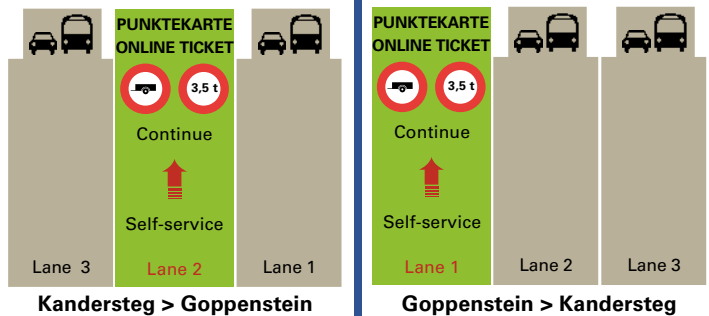 PUNKTEKARTE
ONLINE TICKET
3,5 t
Continue
Self-service
Lane 3
Lane 2
Lane 1
Kandersteg > Goppenstein
PUNKTEKARTE
ONLINE TICKET
3,5 t
Continue
Self-service
Lane 1
Lane 2
Lane 3
Goppenstein > Kandersteg